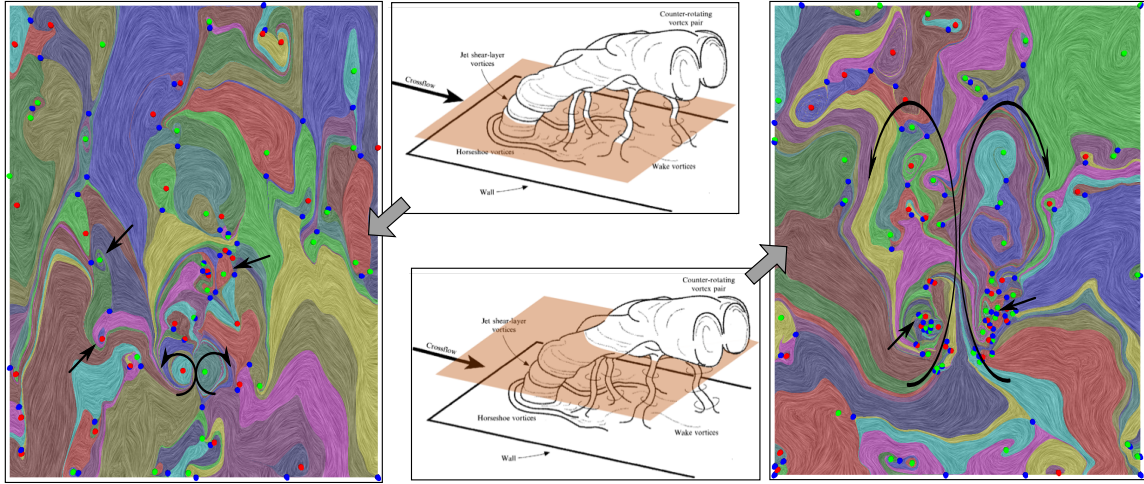 Counter-rotating
vortex pair
Jet shear-layer
vortices
Crossflow
Horseshoe vortices
Wake vortices
Wall
Counter-rotating
vortex pair
Jet shear-layer
vortices
Crossflow
Horseshoe vortices
Wake vortices
Wall